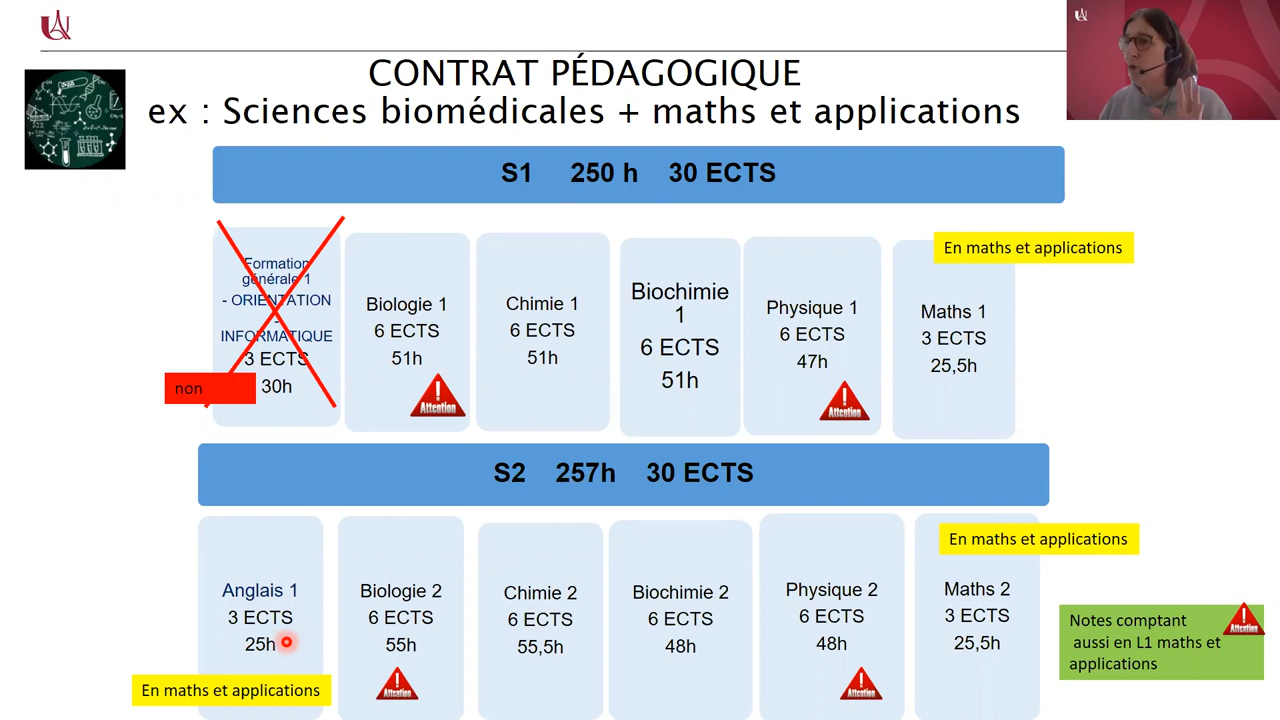 CONTRAT PÉDAGOGIQUE
ex : Sciences biomédicales + maths et applications
S1 250 h 30 ECTS
En maths et applications
Formation
générale 1
- ORIENTATION
-
INFORMATIQUE
3 ECTS
30h
non
Biologie 1
6 ECTS
51h
Attention
Chimie 1
6 ECTS
51h
Biochimie
1
6 ECTS
51h
Physique 1
6 ECTS
47h
Attention
Maths 1
3 ECTS
25,5h
S2 257h 30 ECTS
En maths et applications
Anglais 1
3 ECTS
25h
En maths et applications
Biologie 2
6 ECTS
55h
Attention
Chimie 2
6 ECTS
55,5h
Biochimie 2
6 ECTS
48h
Physique 2
6 ECTS
48h
Attention
Maths 2
3 ECTS
25,5h
Notes comptant
aussi en L1 maths et
applications
Attention